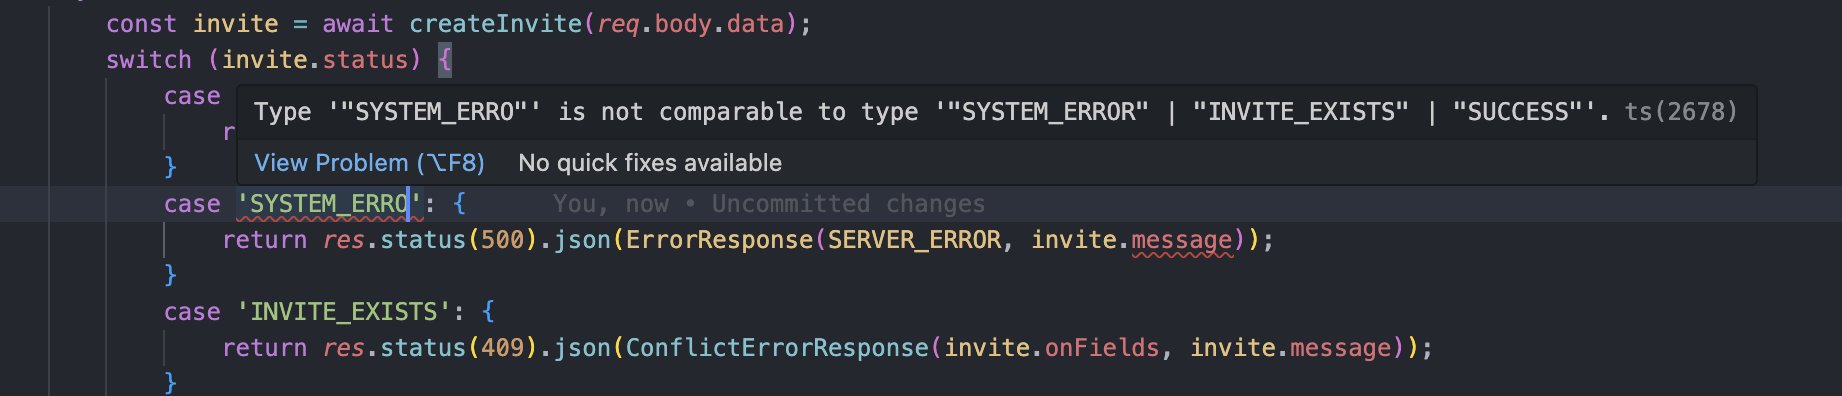 const invite = await createInvite(req.body.data);
switch (invite.status) {
case
Type '"SYSTEM_ERRO"' is not comparable to type '"SYSTEM_ERROR" | "INVITE_EXISTS" | "SUCCESS"'. ts(2678)
r
View Problem (⌥F8) No quick fixes available
}
case 'SYSTEM_ERRO': { You, now • Uncommitted changes
return res.status(500).json(ErrorResponse(SERVER_ERROR, invite.message));
}
case 'INVITE_EXISTS': {
return res.status(409).json(ConflictErrorResponse(invite.onFields, invite.message));
}